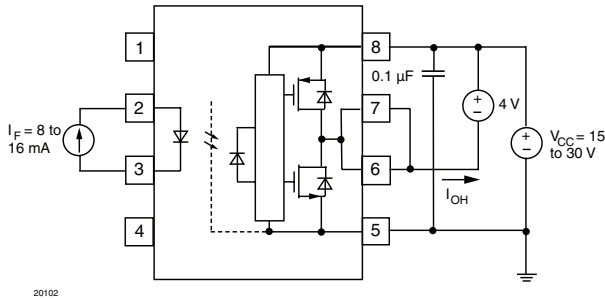 1
8
0.1 µF
2
7
4 V
+
−
I_F = 8 to
16 mA
V_CC = 15
to 30 V
+
−
3
6
I_OH
4
5
20102